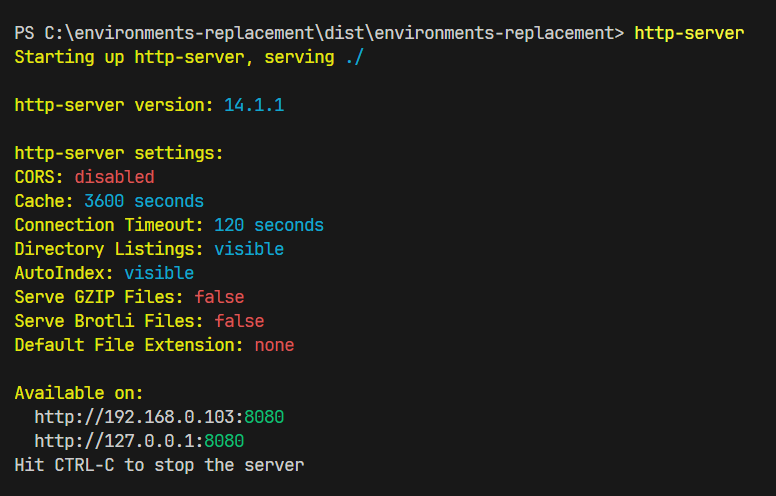 PS C:\environments-replacement\dist\environments-replacement> http-server
Starting up http-server, serving ./
http-server version: 14.1.1
http-server settings:
CORS: disabled
Cache: 3600 seconds
Connection Timeout: 120 seconds
Directory Listings: visible
AutoIndex: visible
Serve GZIP Files: false
Serve Brotli Files: false
Default File Extension: none
Available on:
  http://192.168.0.103:8080
  http://127.0.0.1:8080
Hit CTRL-C to stop the server